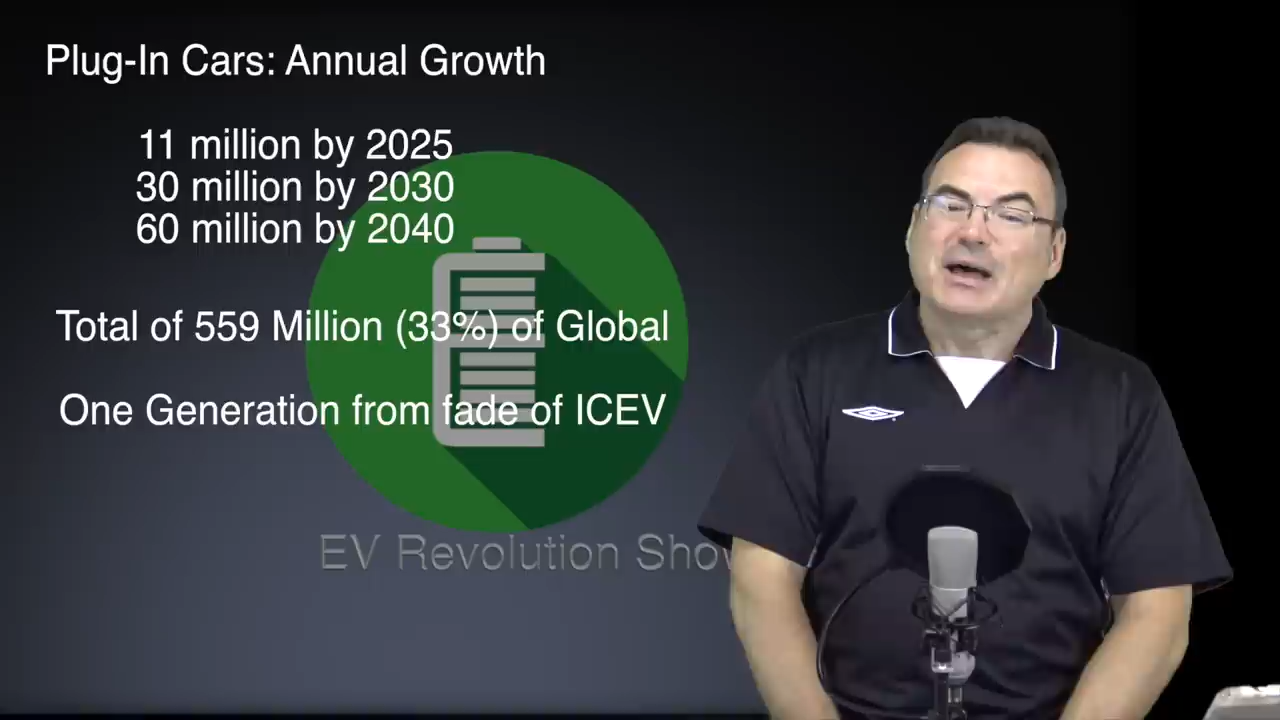 Plug-In Cars: Annual Growth
11 million by 2025
30 million by 2030
60 million by 2040
Total of 559 Million (33%) of Global
One Generation from fade of ICEV
EV Revolution Show